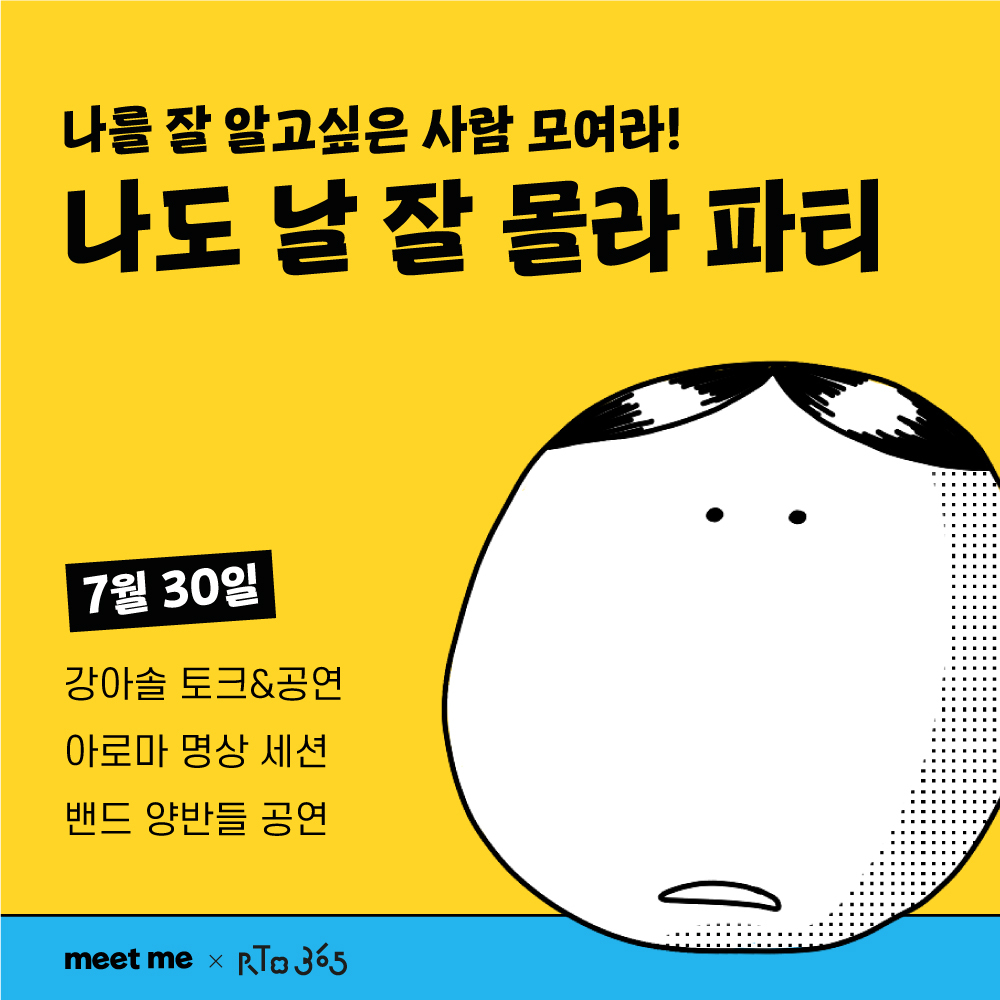 나를 잘 알고싶은 사람 모여라!
나도 날 잘 몰라 파티
7월 30일
강아솔 토크&공연
아로마 명상 세션
밴드 양반들 공연
meet me × RTo 365